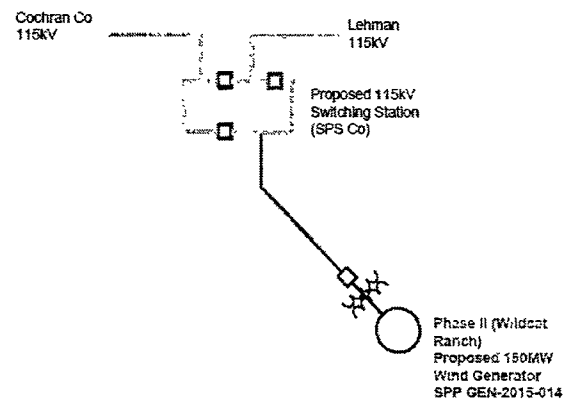 Cochran Co
115kV
Lehman
115kV
Proposed 115kV
Switching Station
(SPS Co)
Phase II (Wildcat
Ranch)
Proposed 150MW
Wind Generator
SPP GEN-2015-014